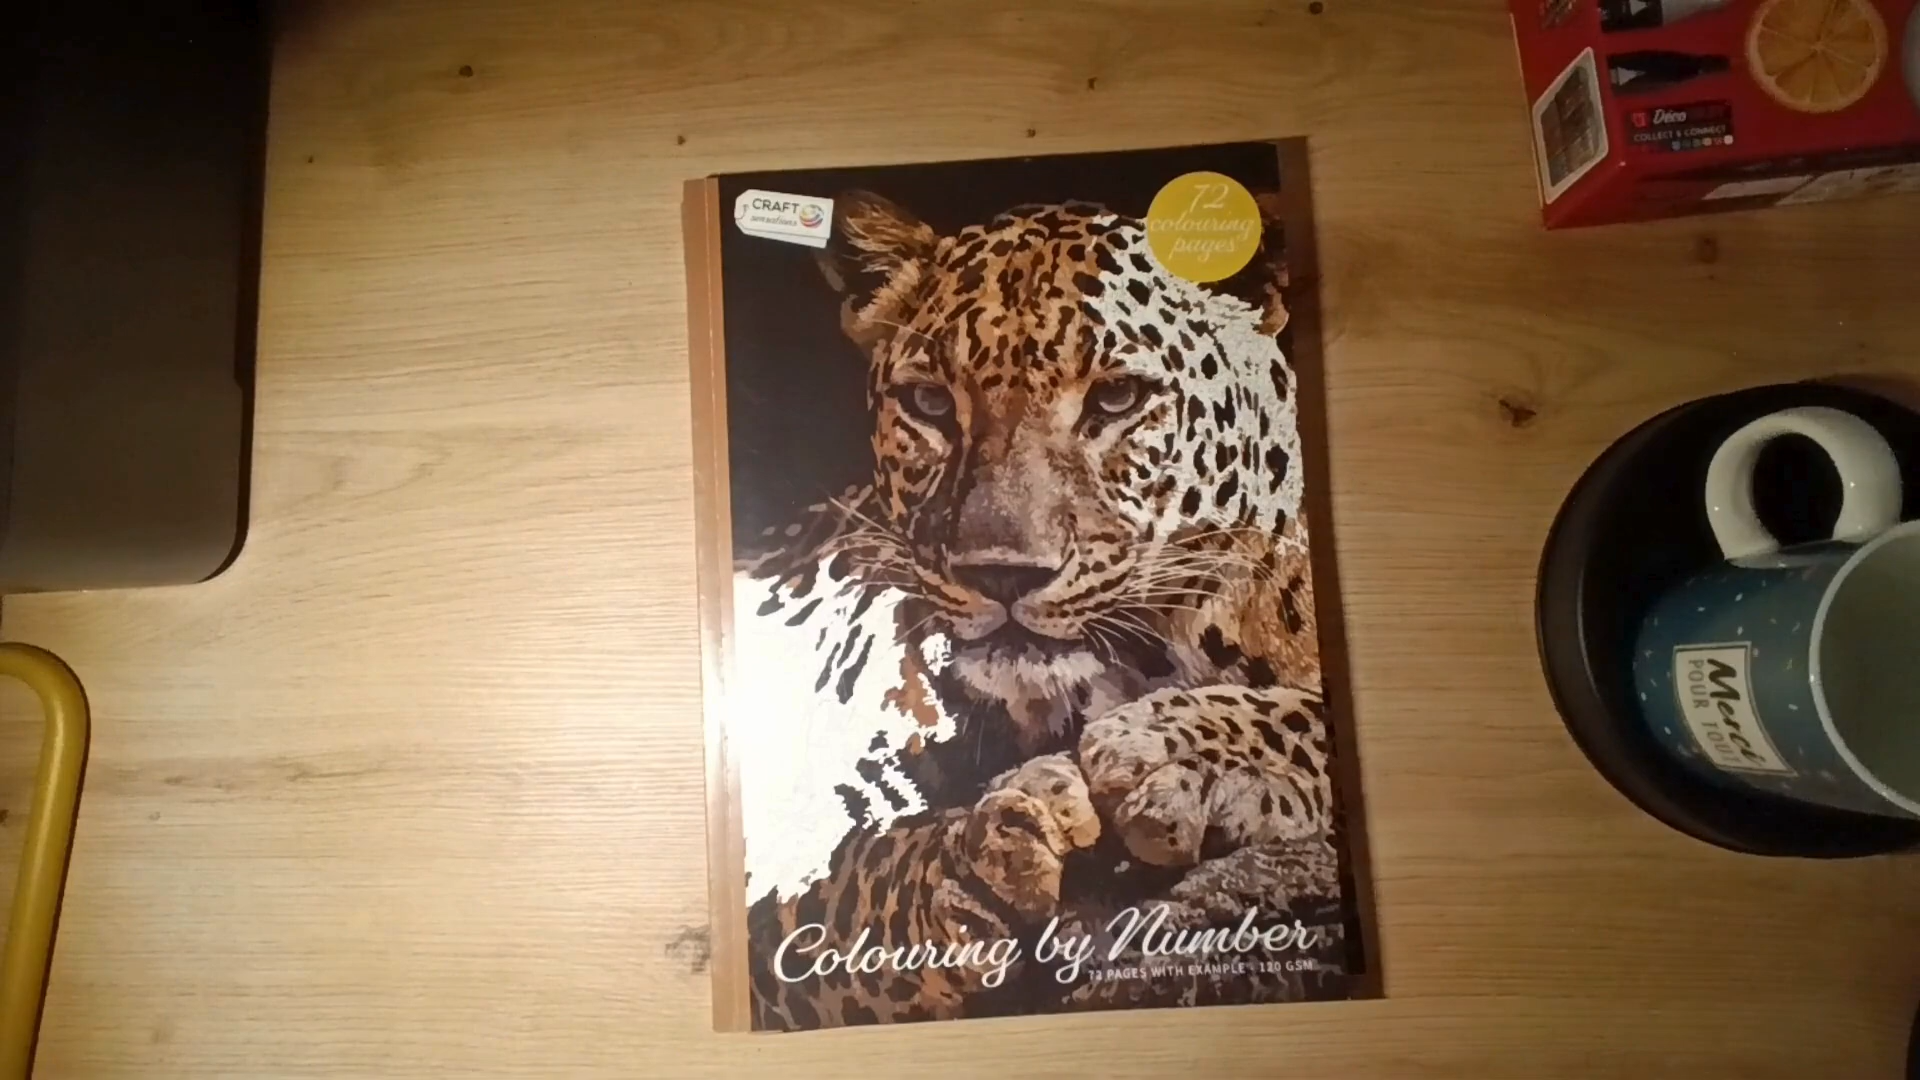 CRAFT
sensations
72
colouring
pages
Colouring by Number
72 PAGES WITH EXAMPLE - 120 GSM
Déco
COLLECT & CONNECT
Merci
POUR TOUT